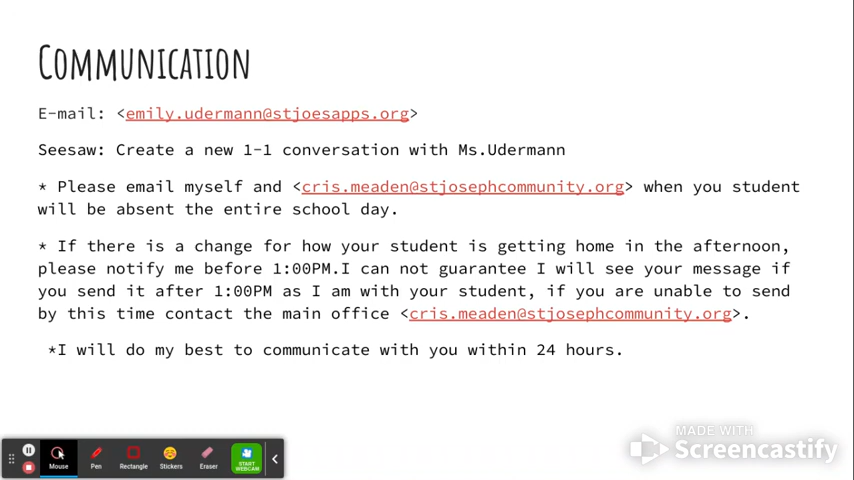 COMMUNICATION
E-mail: <emily.udermann@stjoesapps.org>
Seesaw: Create a new 1-1 conversation with Ms.Udermann
* Please email myself and <cris.meaden@stjosephcommunity.org> when you student
will be absent the entire school day.
* If there is a change for how your student is getting home in the afternoon,
please notify me before 1:00PM.I can not guarantee I will see your message if
you send it after 1:00PM as I am with your student, if you are unable to send
by this time contact the main office <cris.meaden@stjosephcommunity.org>.
*I will do my best to communicate with you within 24 hours.
MADE WITH
Screencastify
Mouse Pen Rectangle Stickers Eraser START WEBCAM